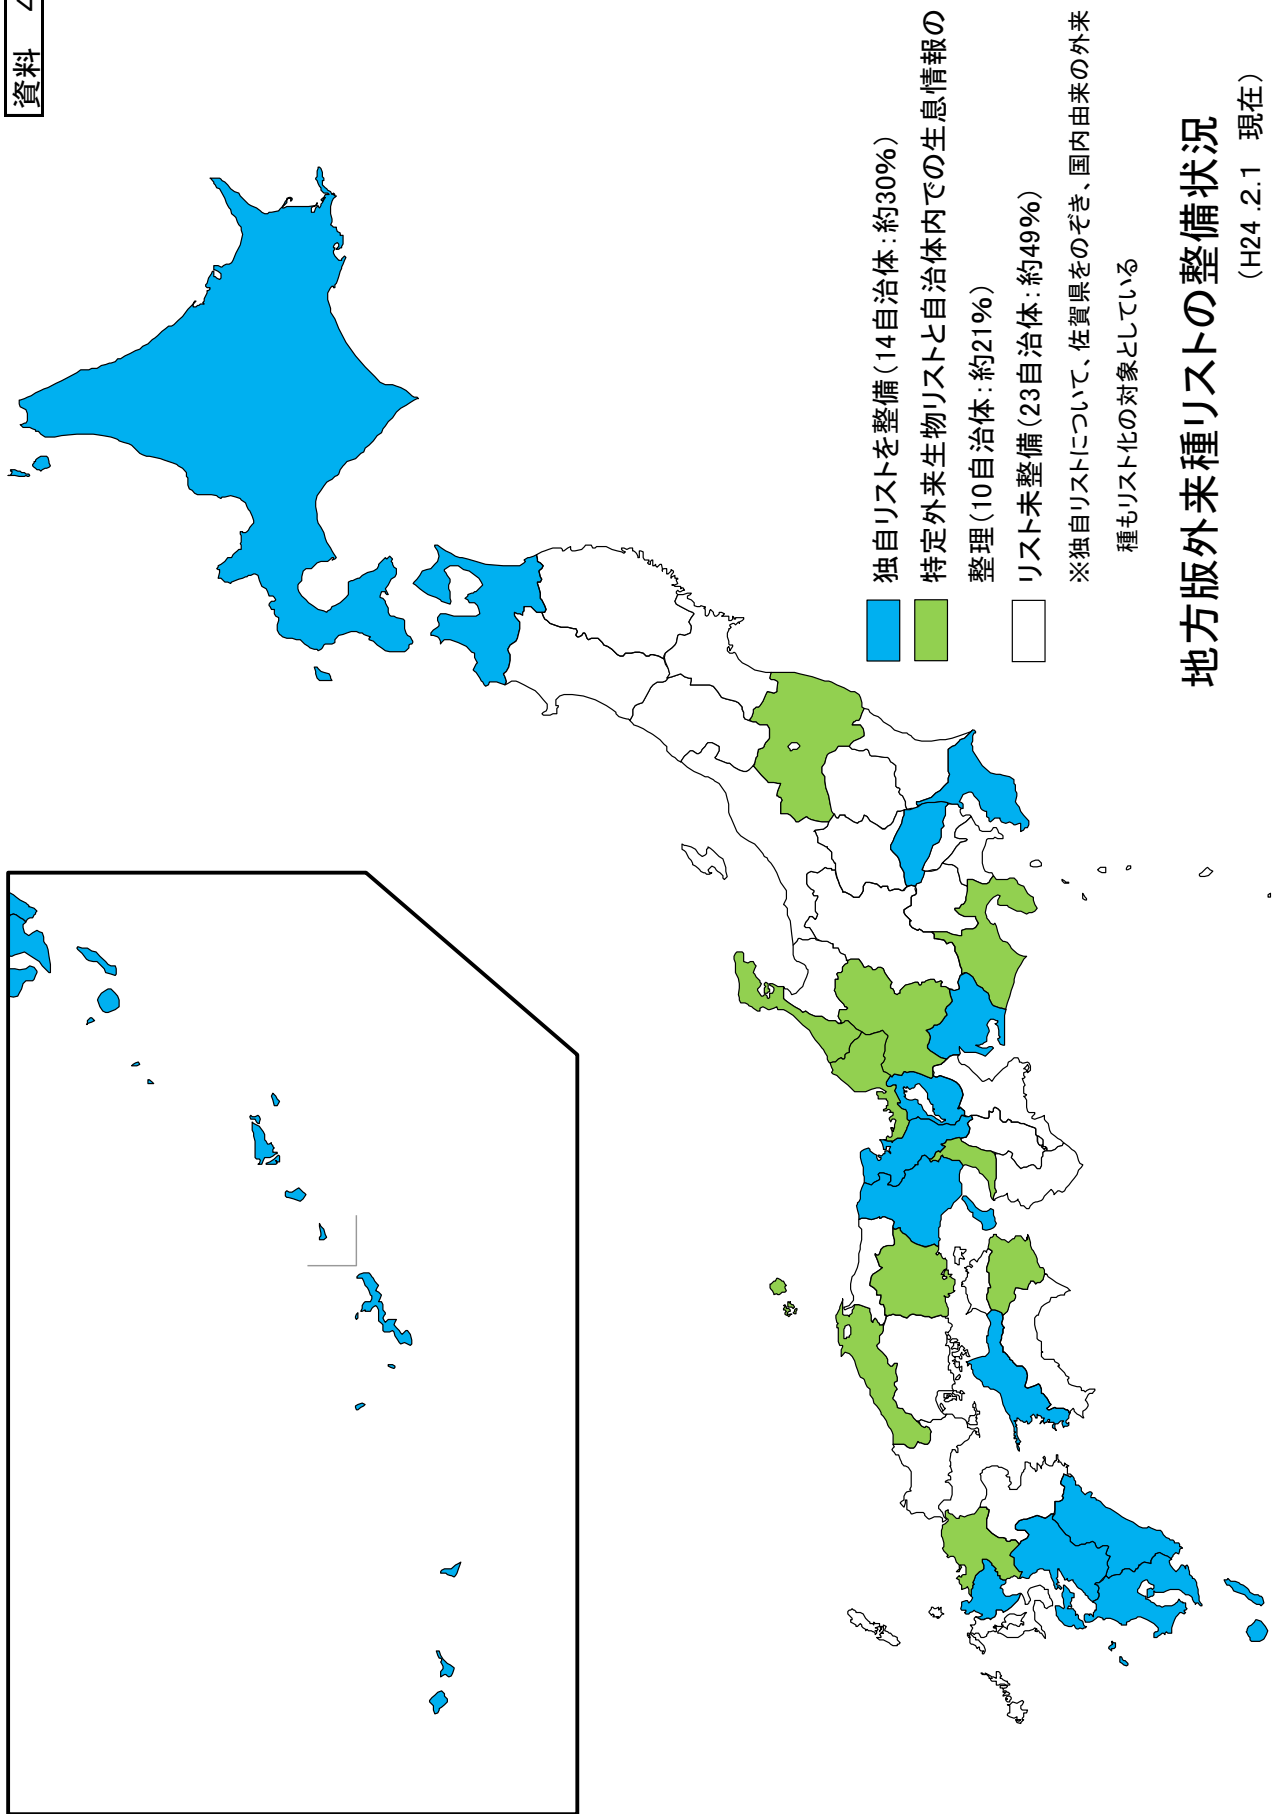 資料 4
独自リストを整備（14自治体：約30%）
特定外来生物リストと自治体内での生息情報の
整理（10自治体：約21%）
リスト未整備（23自治体：約49%）
※独自リストについて、佐賀県をのぞき、国内由来の外来
種もリスト化の対象としている
地方版外来種リストの整備状況
（H24 .2.1　現在）